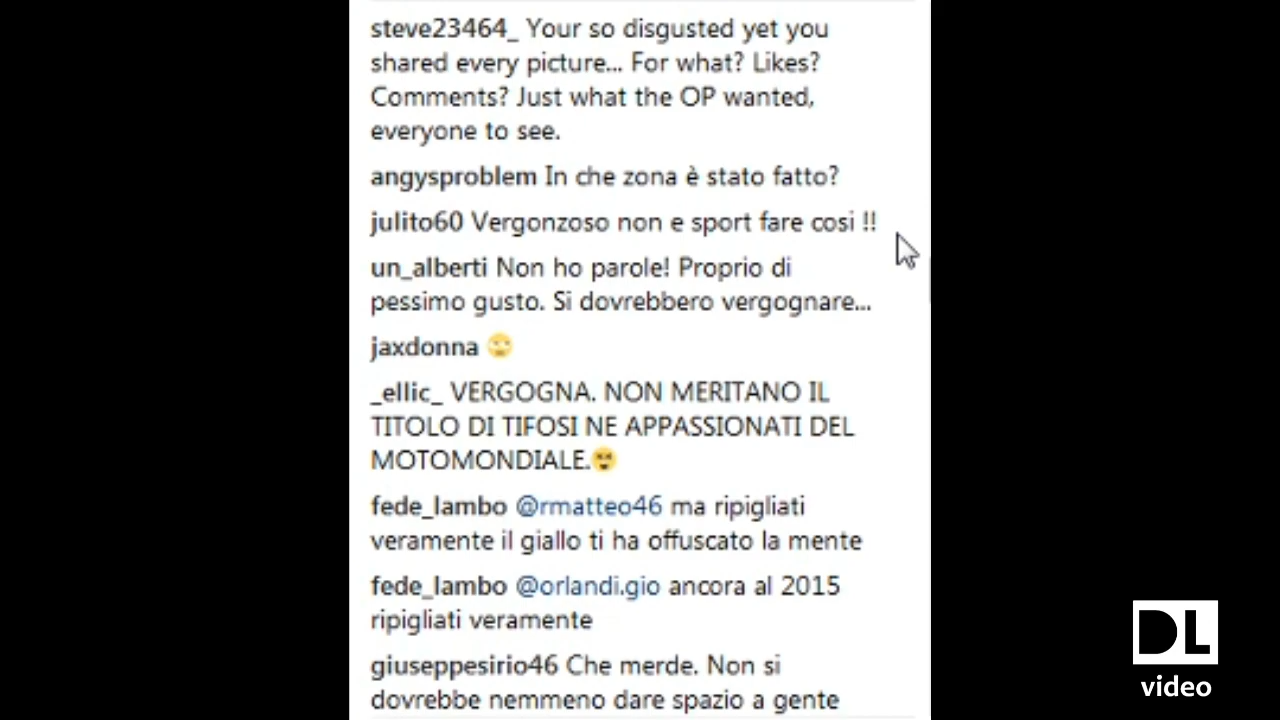 steve23464_ Your so disgusted yet you
shared every picture... For what? Likes?
Comments? Just what the OP wanted,
everyone to see.
angysproblem In che zona è stato fatto?
julito60 Vergonzoso non e sport fare cosi !!
un_alberti Non ho parole! Proprio di
pessimo gusto. Si dovrebbero vergognare...
jaxdonna 🙄
_ellic_ VERGOGNA. NON MERITANO IL
TITOLO DI TIFOSI NE APPASSIONATI DEL
MOTOMONDIALE.
fede_lambo @rmatteo46 ma ripigliati
veramente il giallo ti ha offuscato la mente
fede_lambo @orlandi.gio ancora al 2015
ripigliati veramente
giuseppesirio46 Che merde. Non si
dovrebbe nemmeno dare spazio a gente
DL
video